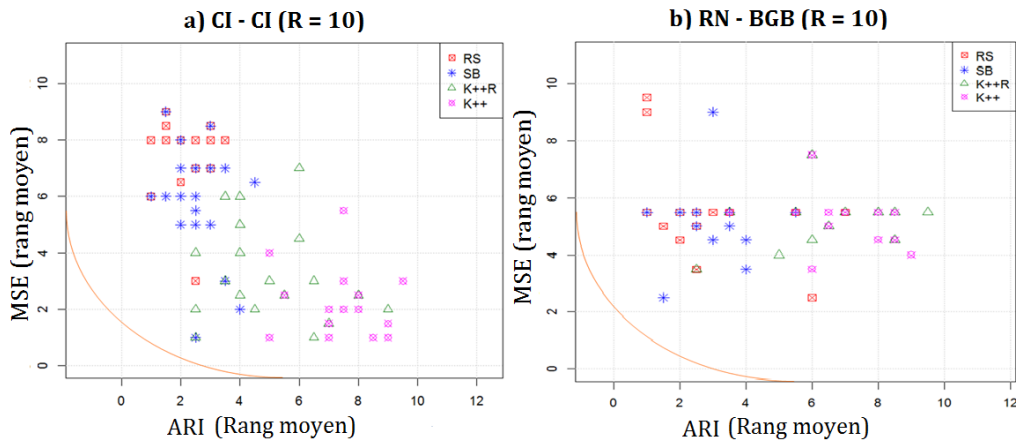 a) CI - CI (R = 10)
RS
SB
K++R
K++
MSE (rang moyen)
0 2 4 6 8 10
0 2 4 6 8 10 12
ARI (Rang moyen)
b) RN - BGB (R = 10)
RS
SB
K++R
K++
MSE (rang moyen)
0 2 4 6 8 10
0 2 4 6 8 10 12
ARI (Rang moyen)